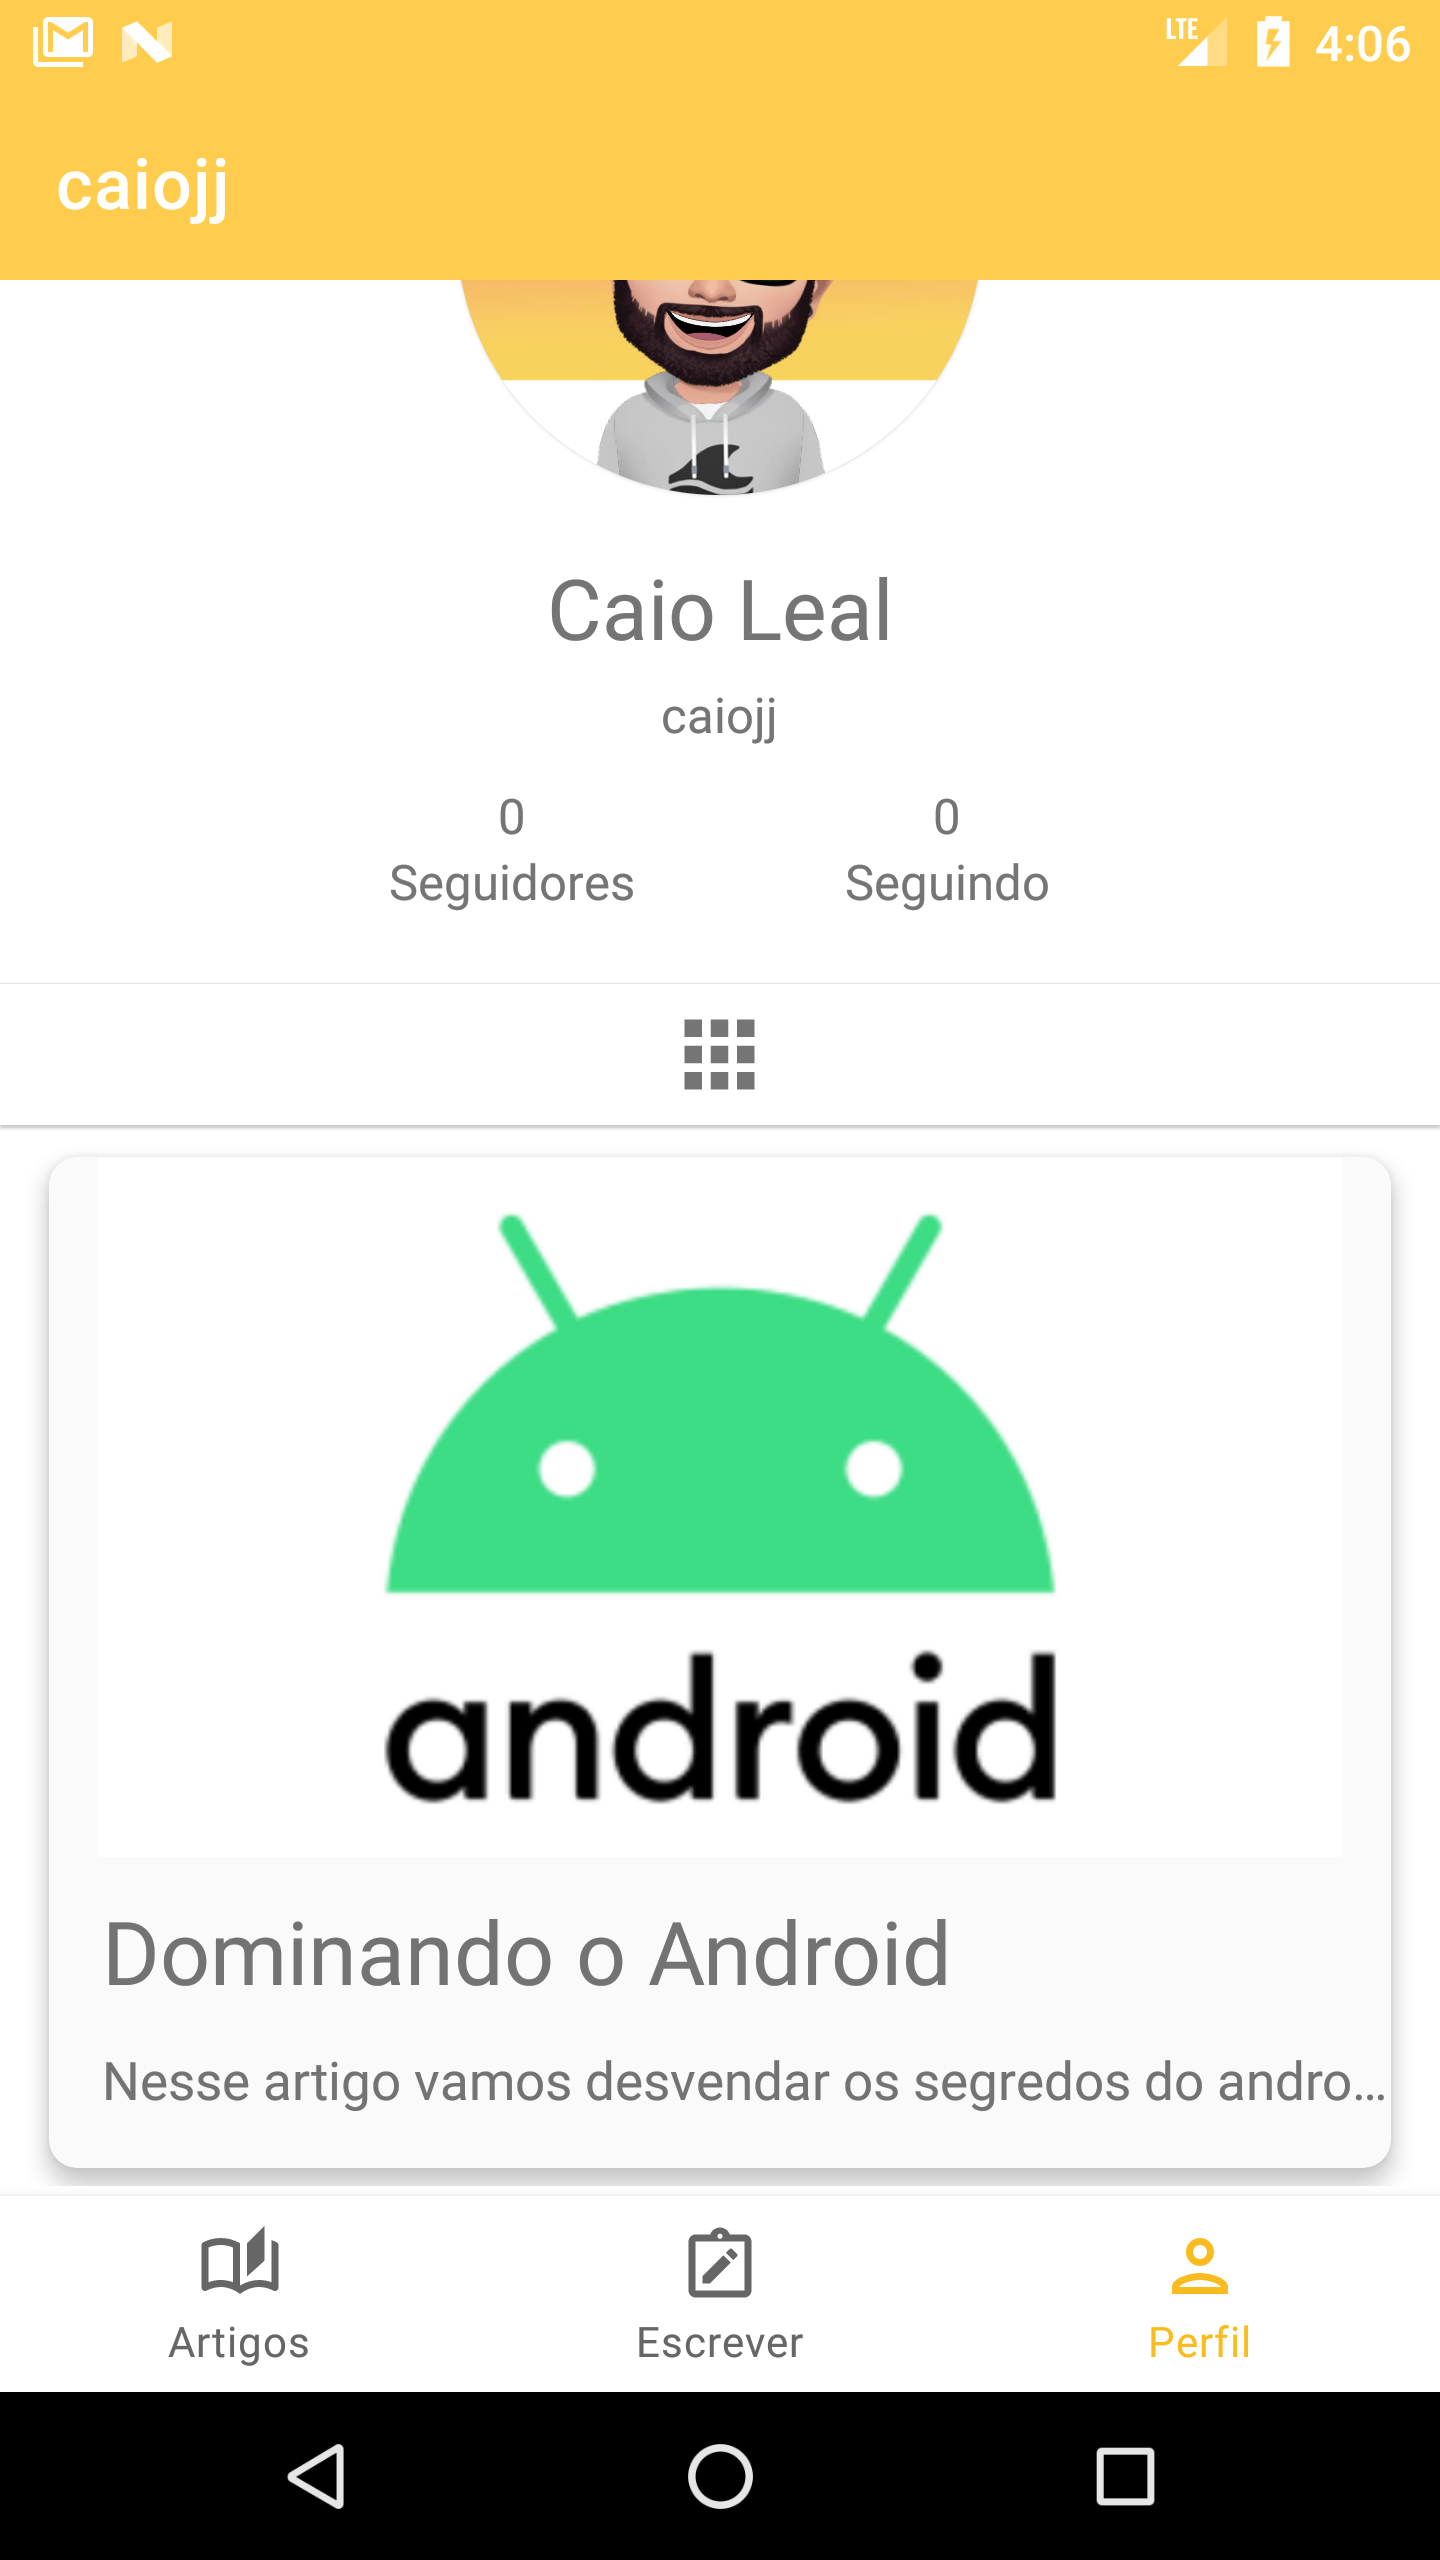 LTE 4:06
caiojj
Caio Leal
caiojj
0 0
Seguidores Seguindo
android
Dominando o Android
Nesse artigo vamos desvendar os segredos do andro...
Artigos Escrever Perfil